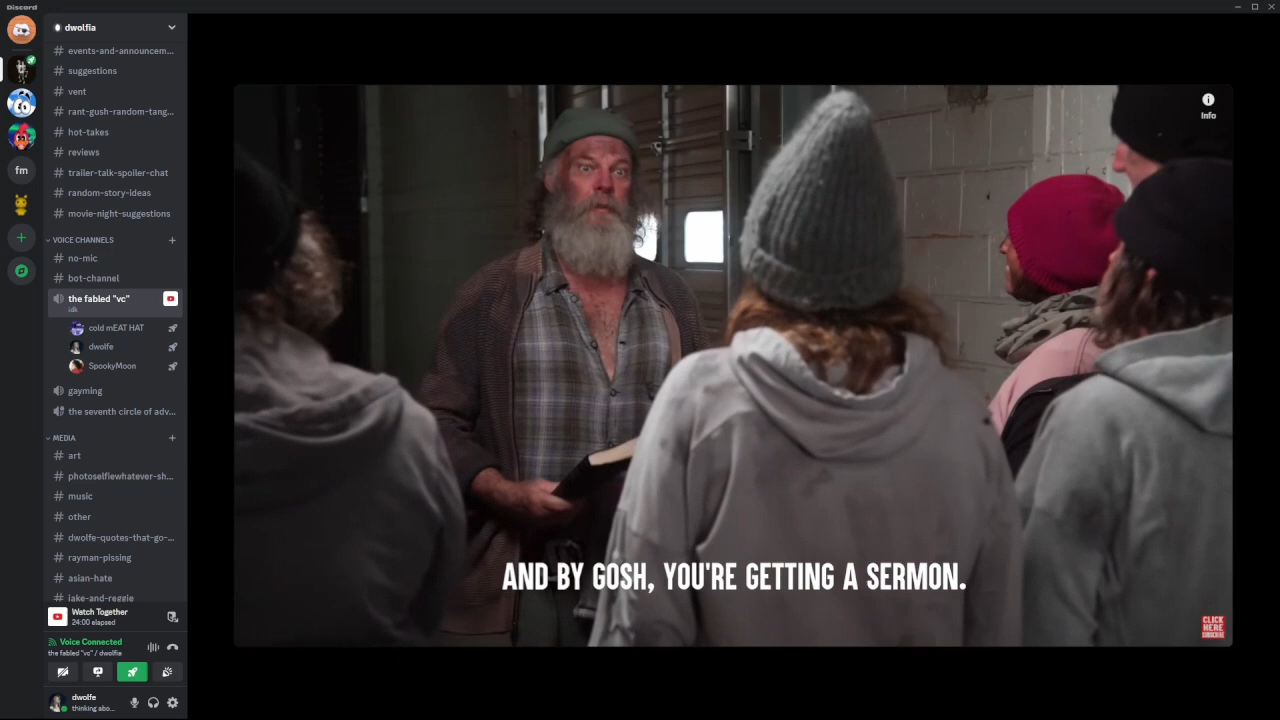 Discord
dwolfia
events-and-announcem...
suggestions
vent
rant-gush-random-tang...
hot-takes
reviews
trailer-talk-spoiler-chat
random-story-ideas
movie-night-suggestions
VOICE CHANNELS
no-mic
bot-channel
the fabled "vc"
idk
cold mEAT HAT
dwolfe
SpookyMoon
gayming
the seventh circle of adv...
MEDIA
art
photoselfiewhatever-sh...
music
other
dwolfe-quotes-that-go-...
rayman-pissing
asian-hate
jake-and-reggie
Watch Together
24:00 elapsed
Voice Connected
the fabled "vc" / dwolfia
dwolfe
thinking abo...
fm
Info
AND BY GOSH, YOU'RE GETTING A SERMON.
CLICK
HERE
SUBSCRIBE